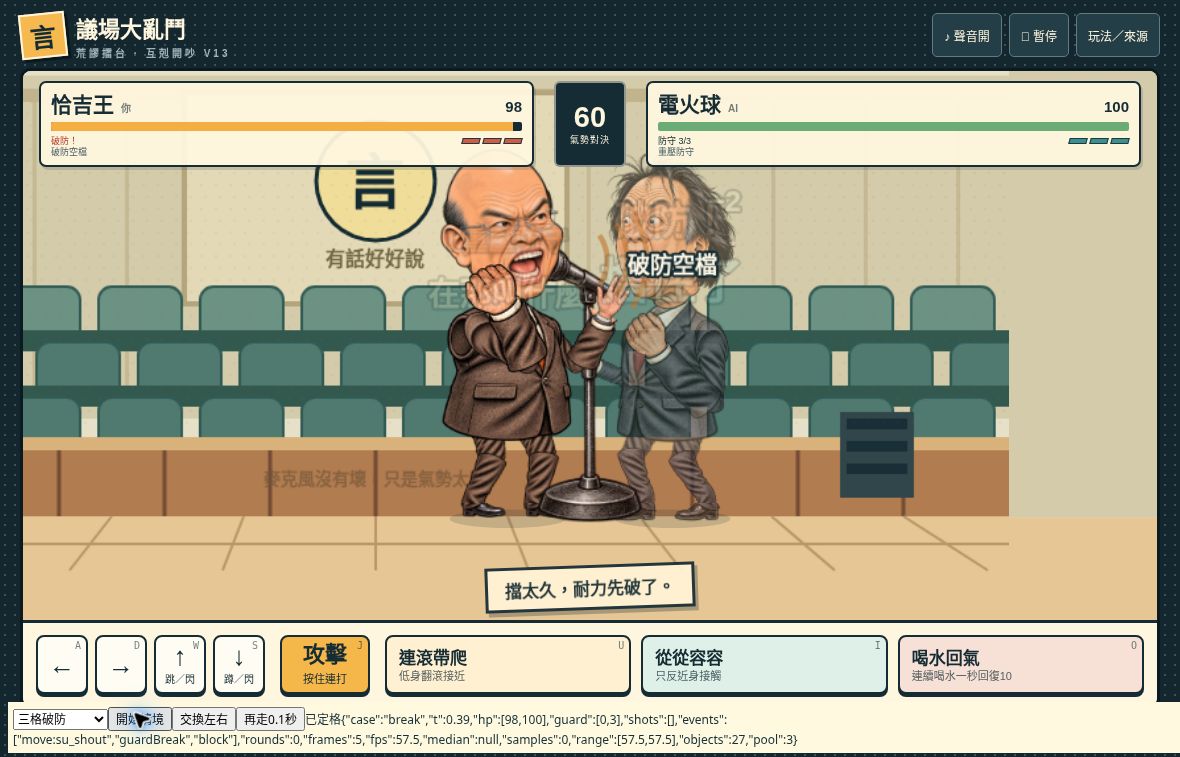 言
議場大亂鬥
荒謬擂台 · 互剋開吵 V13
♪ 聲音開
暫停
玩法／來源
恰吉王 你
98
破防！
破防空檔
60
氣勢對決
電火球 AI
100
防守 3/3
重壓防守
言
有話好好說
破防空檔
麥克風沒有壞 只是氣勢太
擋太久，耐力先破了。
← A
→ D
↑ W
跳／閃
↓ S
蹲／閃
攻擊 J
按住連打
連滾帶爬 U
低身翻滾接近
從從容容 I
只反近身接觸
喝水回氣 O
連續喝水一秒回復10
三格破防
交換左右
再走0.1秒
已定格{"case":"break","t":0.39,"hp":[98,100],"guard":[0,3],"shots":[],"events":
["move:su_shout","guardBreak","block"],"rounds":0,"frames":5,"fps":57.5,"median":null,"samples":0,"range":[57.5,57.5],"objects":27,"pool":3}